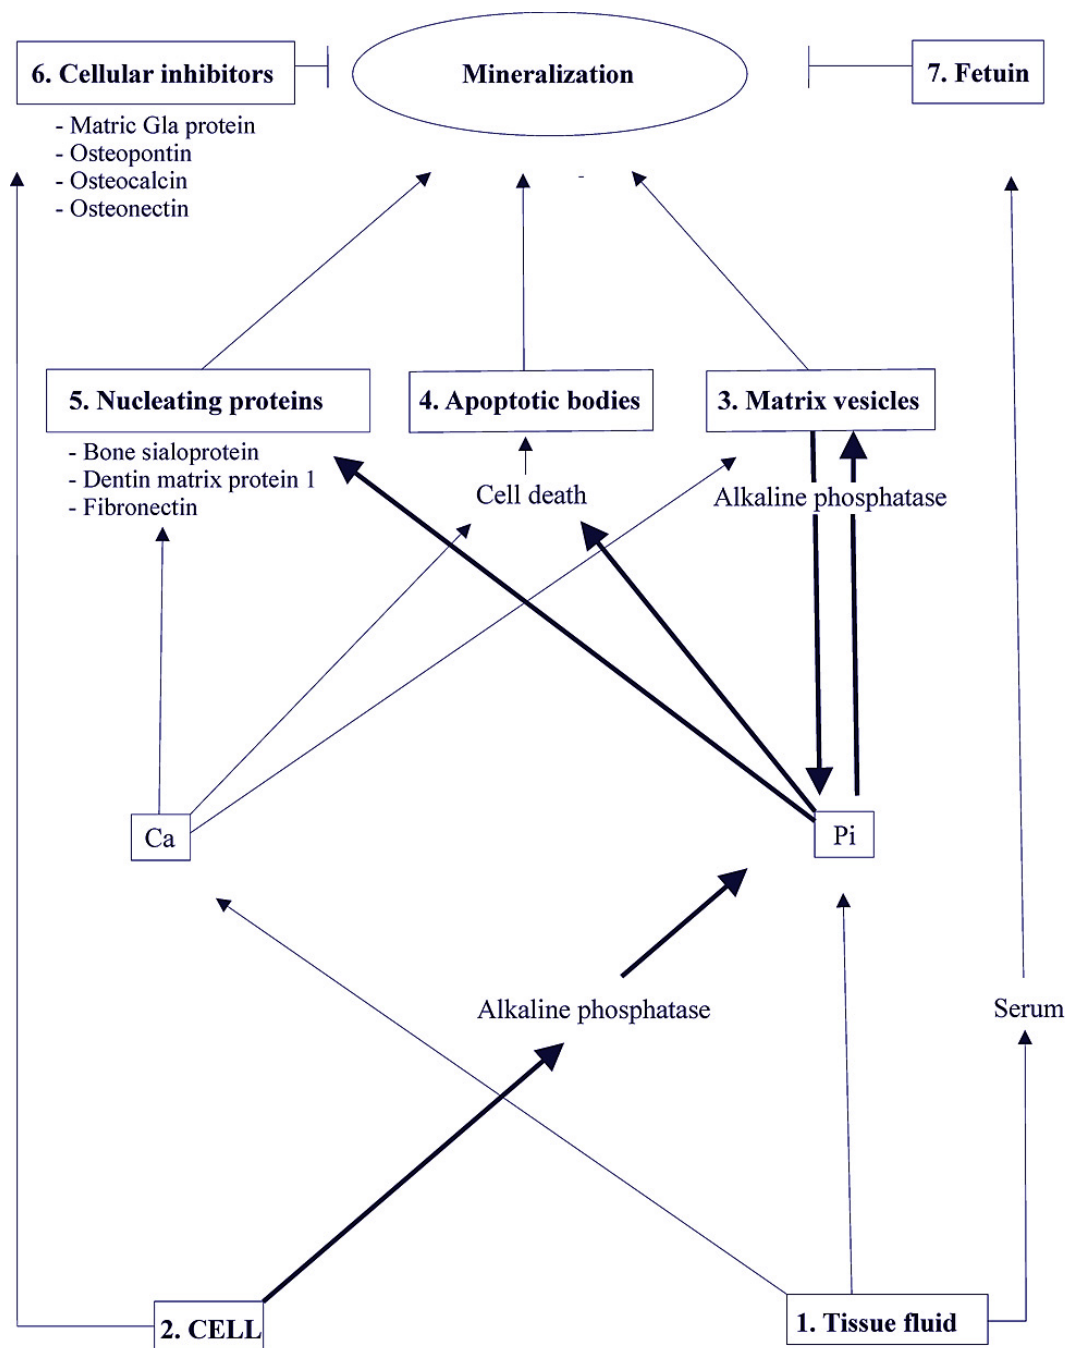 6. Cellular inhibitors
Mineralization
7. Fetuin
- Matric Gla protein
- Osteopontin
- Osteocalcin
- Osteonectin
5. Nucleating proteins
4. Apoptotic bodies
3. Matrix vesicles
- Bone sialoprotein
- Dentin matrix protein 1
- Fibronectin
Cell death
Alkaline phosphatase
Ca
Pi
Alkaline phosphatase
Serum
2. CELL
1. Tissue fluid